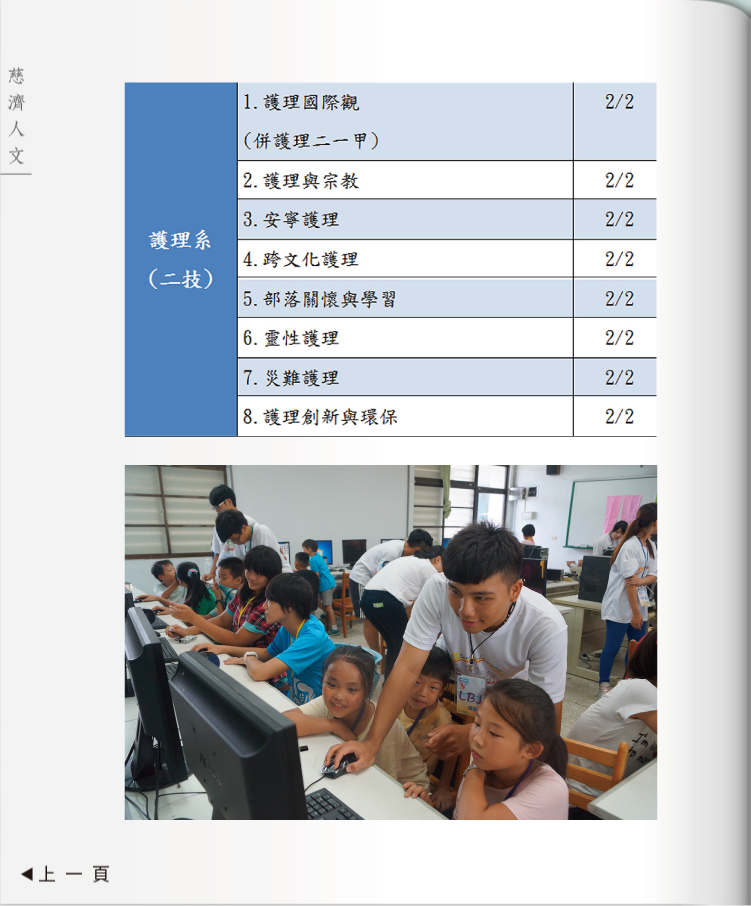 慈濟人文
護理系
(二技)
1.護理國際觀 2/2
(併護理二一甲)
2.護理與宗教 2/2
3.安寧護理 2/2
4.跨文化護理 2/2
5.部落關懷與學習 2/2
6.靈性護理 2/2
7.災難護理 2/2
8.護理創新與環保 2/2
LBJ
I'm
◀上一頁